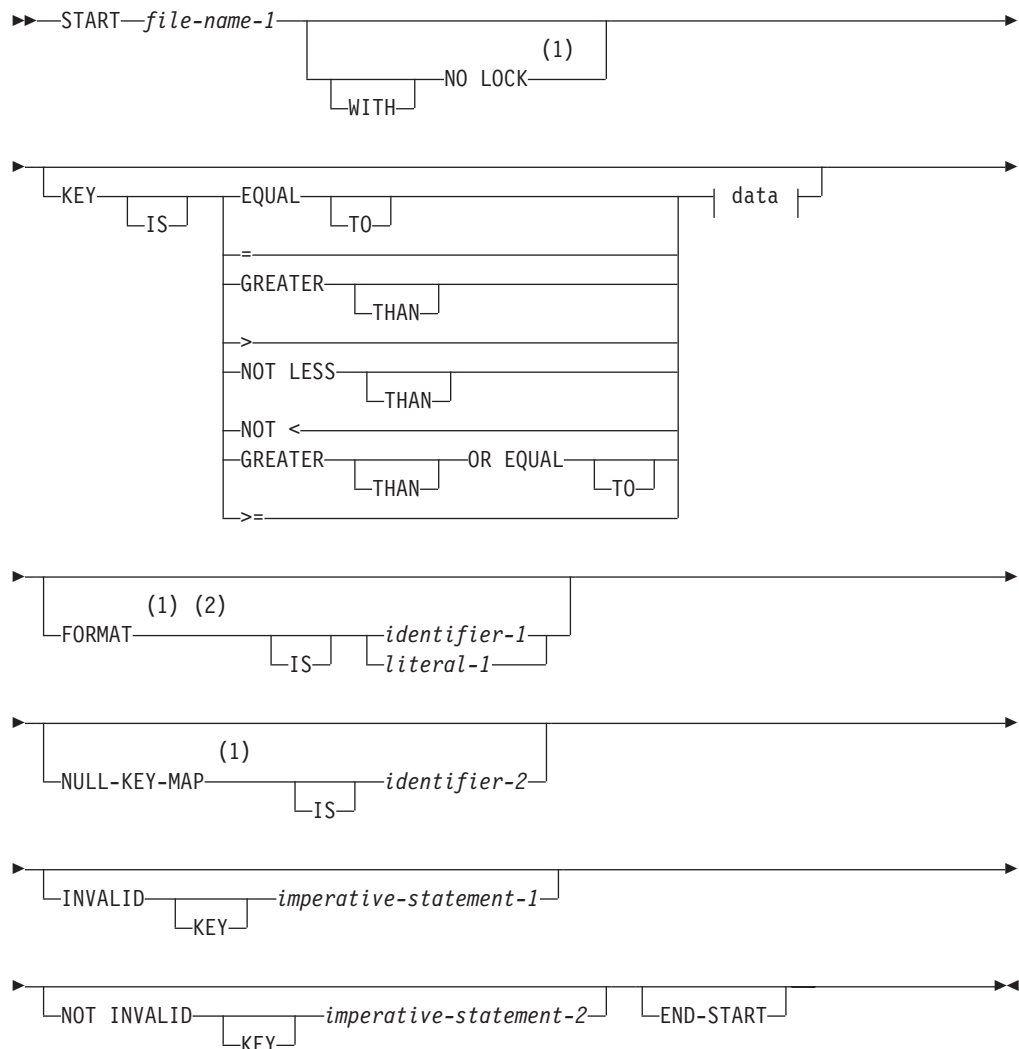 START file-name-1
(1)
NO LOCK
WITH
KEY EQUAL data
IS TO
=
GREATER
THAN
>
NOT LESS
THAN
NOT <
GREATER OR EQUAL
THAN TO
>=
(1) (2)
FORMAT identifier-1
IS literal-1
(1)
NULL-KEY-MAP identifier-2
IS
INVALID imperative-statement-1
KEY
NOT INVALID imperative-statement-2 END-START
KEY